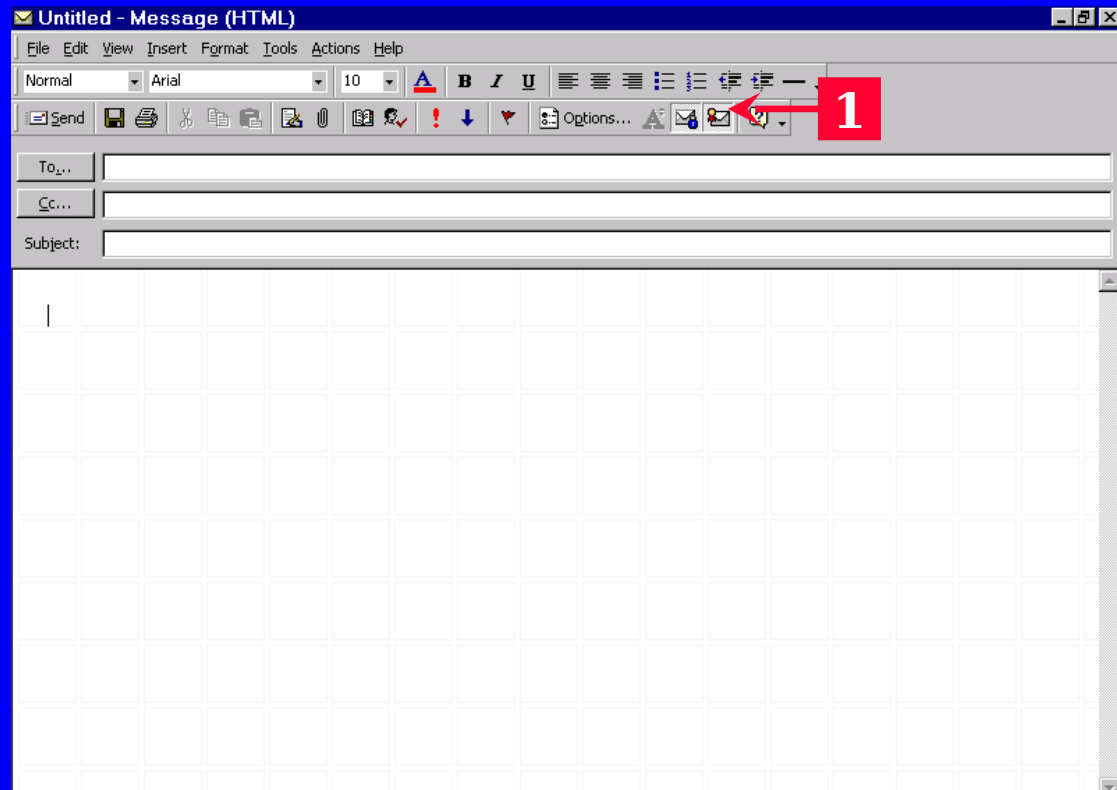 Untitled - Message (HTML)
File Edit View Insert Format Tools Actions Help
Normal Arial 10 A B I U
Send Options...
1
To...
Cc...
Subject: